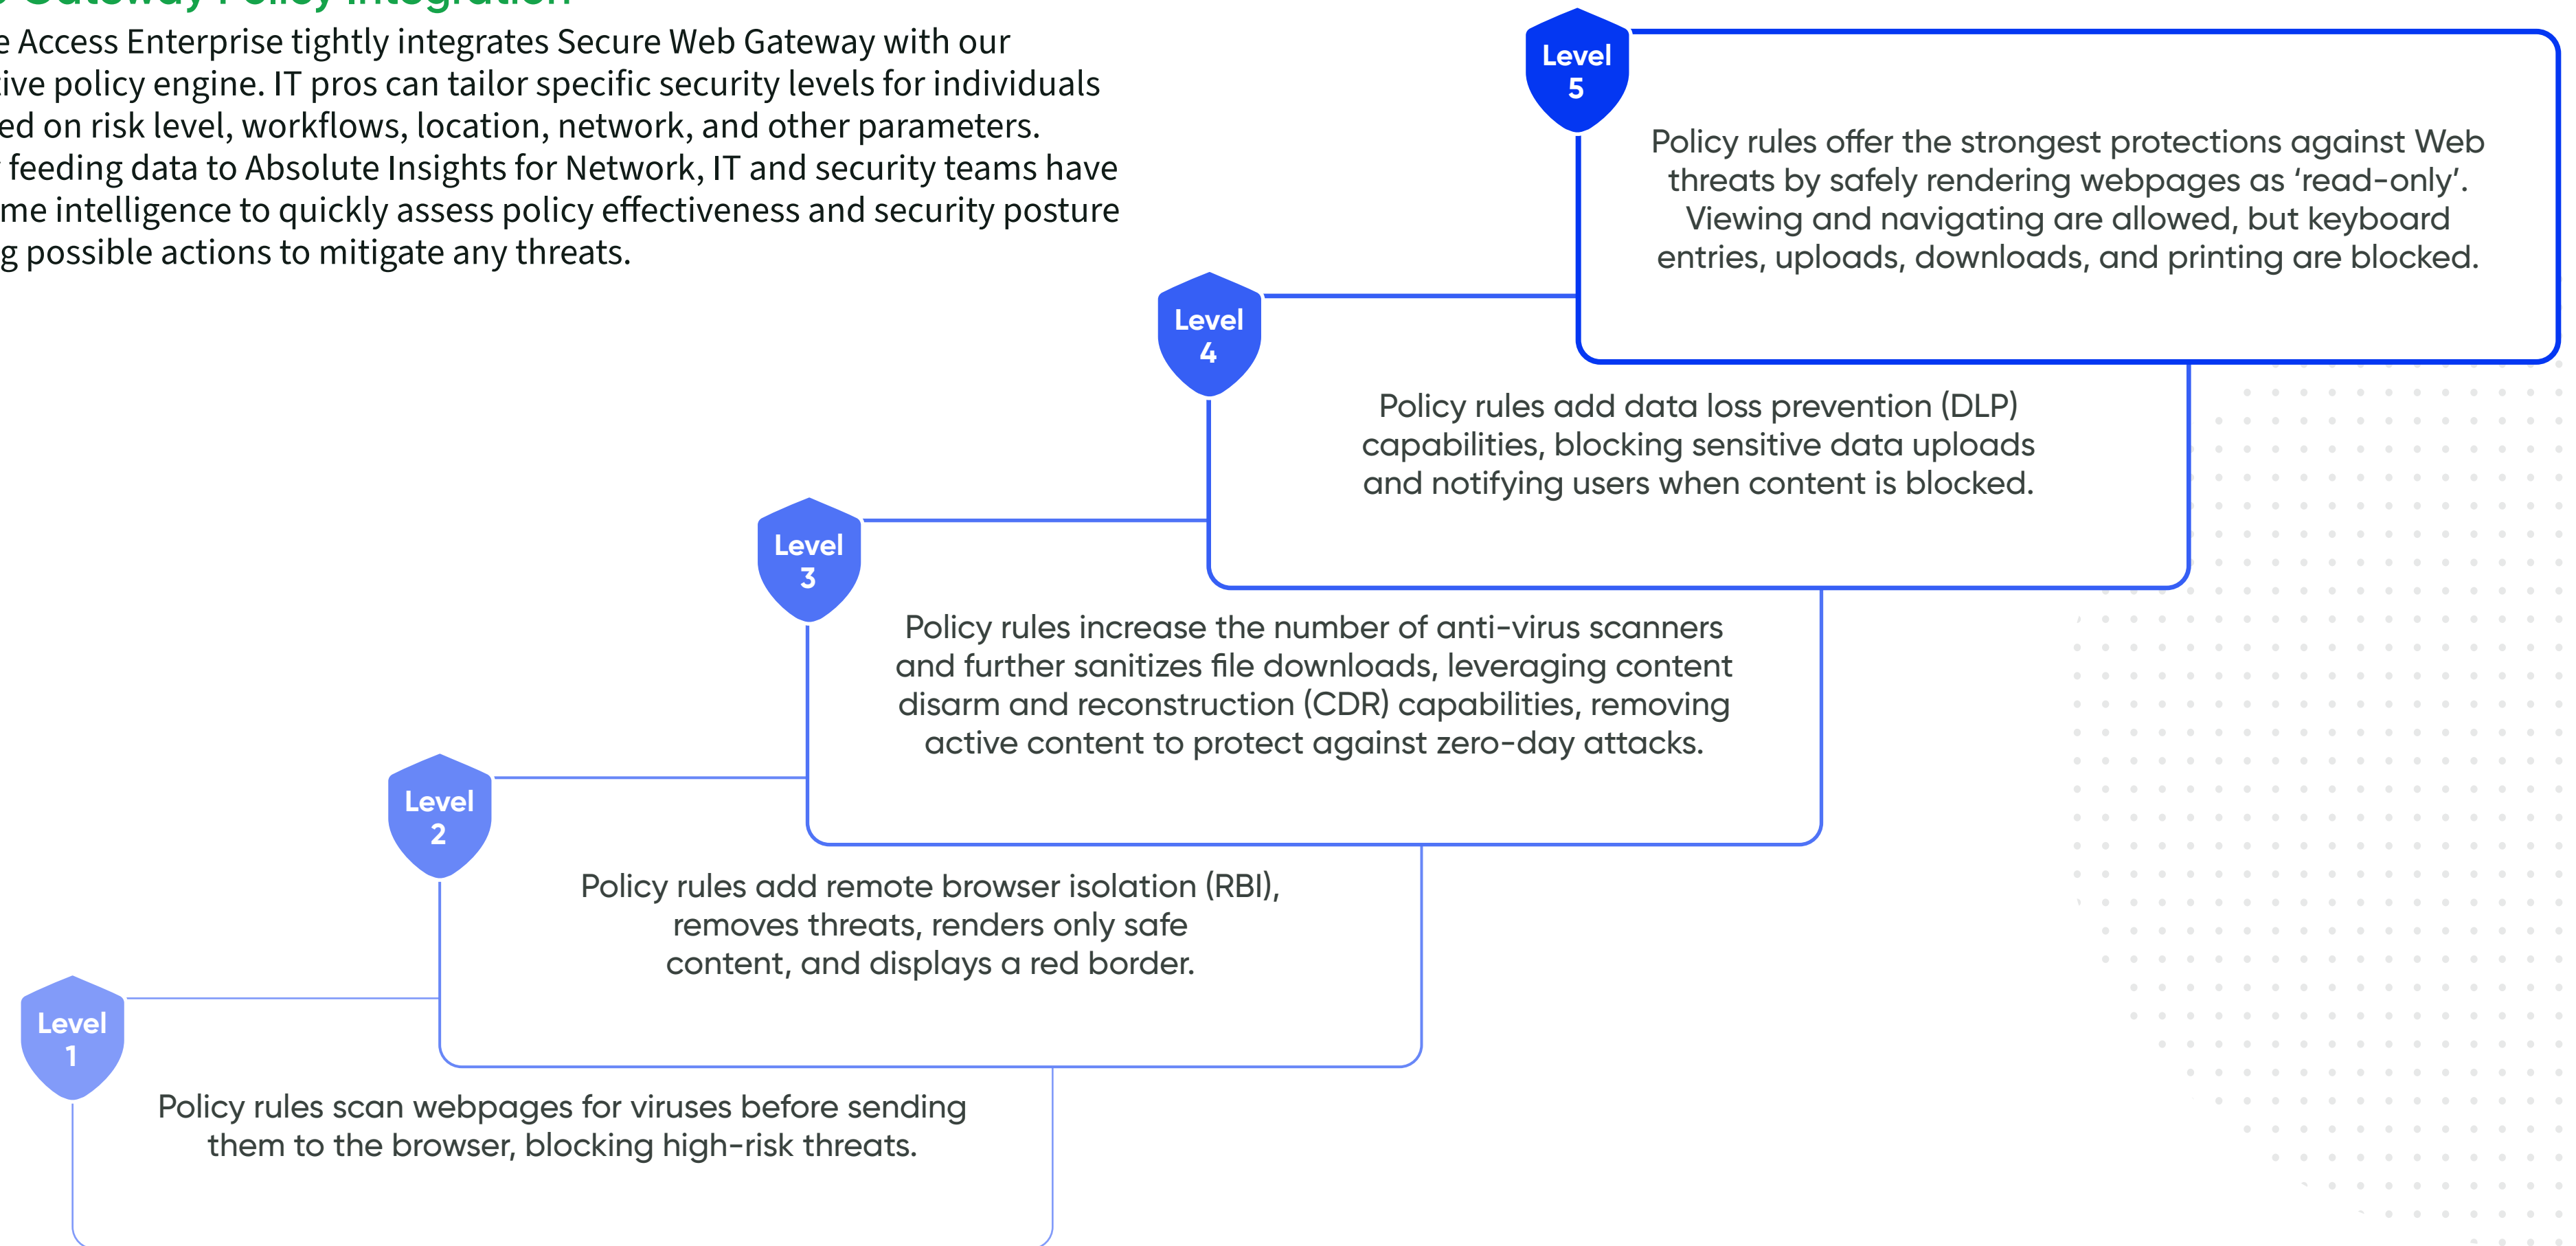 Gateway Policy Integration
Access Enterprise tightly integrates Secure Web Gateway with our
policy engine. IT pros can tailor specific security levels for individuals
on risk level, workflows, location, network, and other parameters.
feeding data to Absolute Insights for Network, IT and security teams have
intelligence to quickly assess policy effectiveness and security posture
possible actions to mitigate any threats.
Level
5
Policy rules offer the strongest protections against Web
threats by safely rendering webpages as ‘read-only’.
Viewing and navigating are allowed, but keyboard
entries, uploads, downloads, and printing are blocked.
Level
4
Policy rules add data loss prevention (DLP)
capabilities, blocking sensitive data uploads
and notifying users when content is blocked.
Level
3
Policy rules increase the number of anti-virus scanners
and further sanitizes file downloads, leveraging content
disarm and reconstruction (CDR) capabilities, removing
active content to protect against zero-day attacks.
Level
2
Policy rules add remote browser isolation (RBI),
removes threats, renders only safe
content, and displays a red border.
Level
1
Policy rules scan webpages for viruses before sending
them to the browser, blocking high-risk threats.